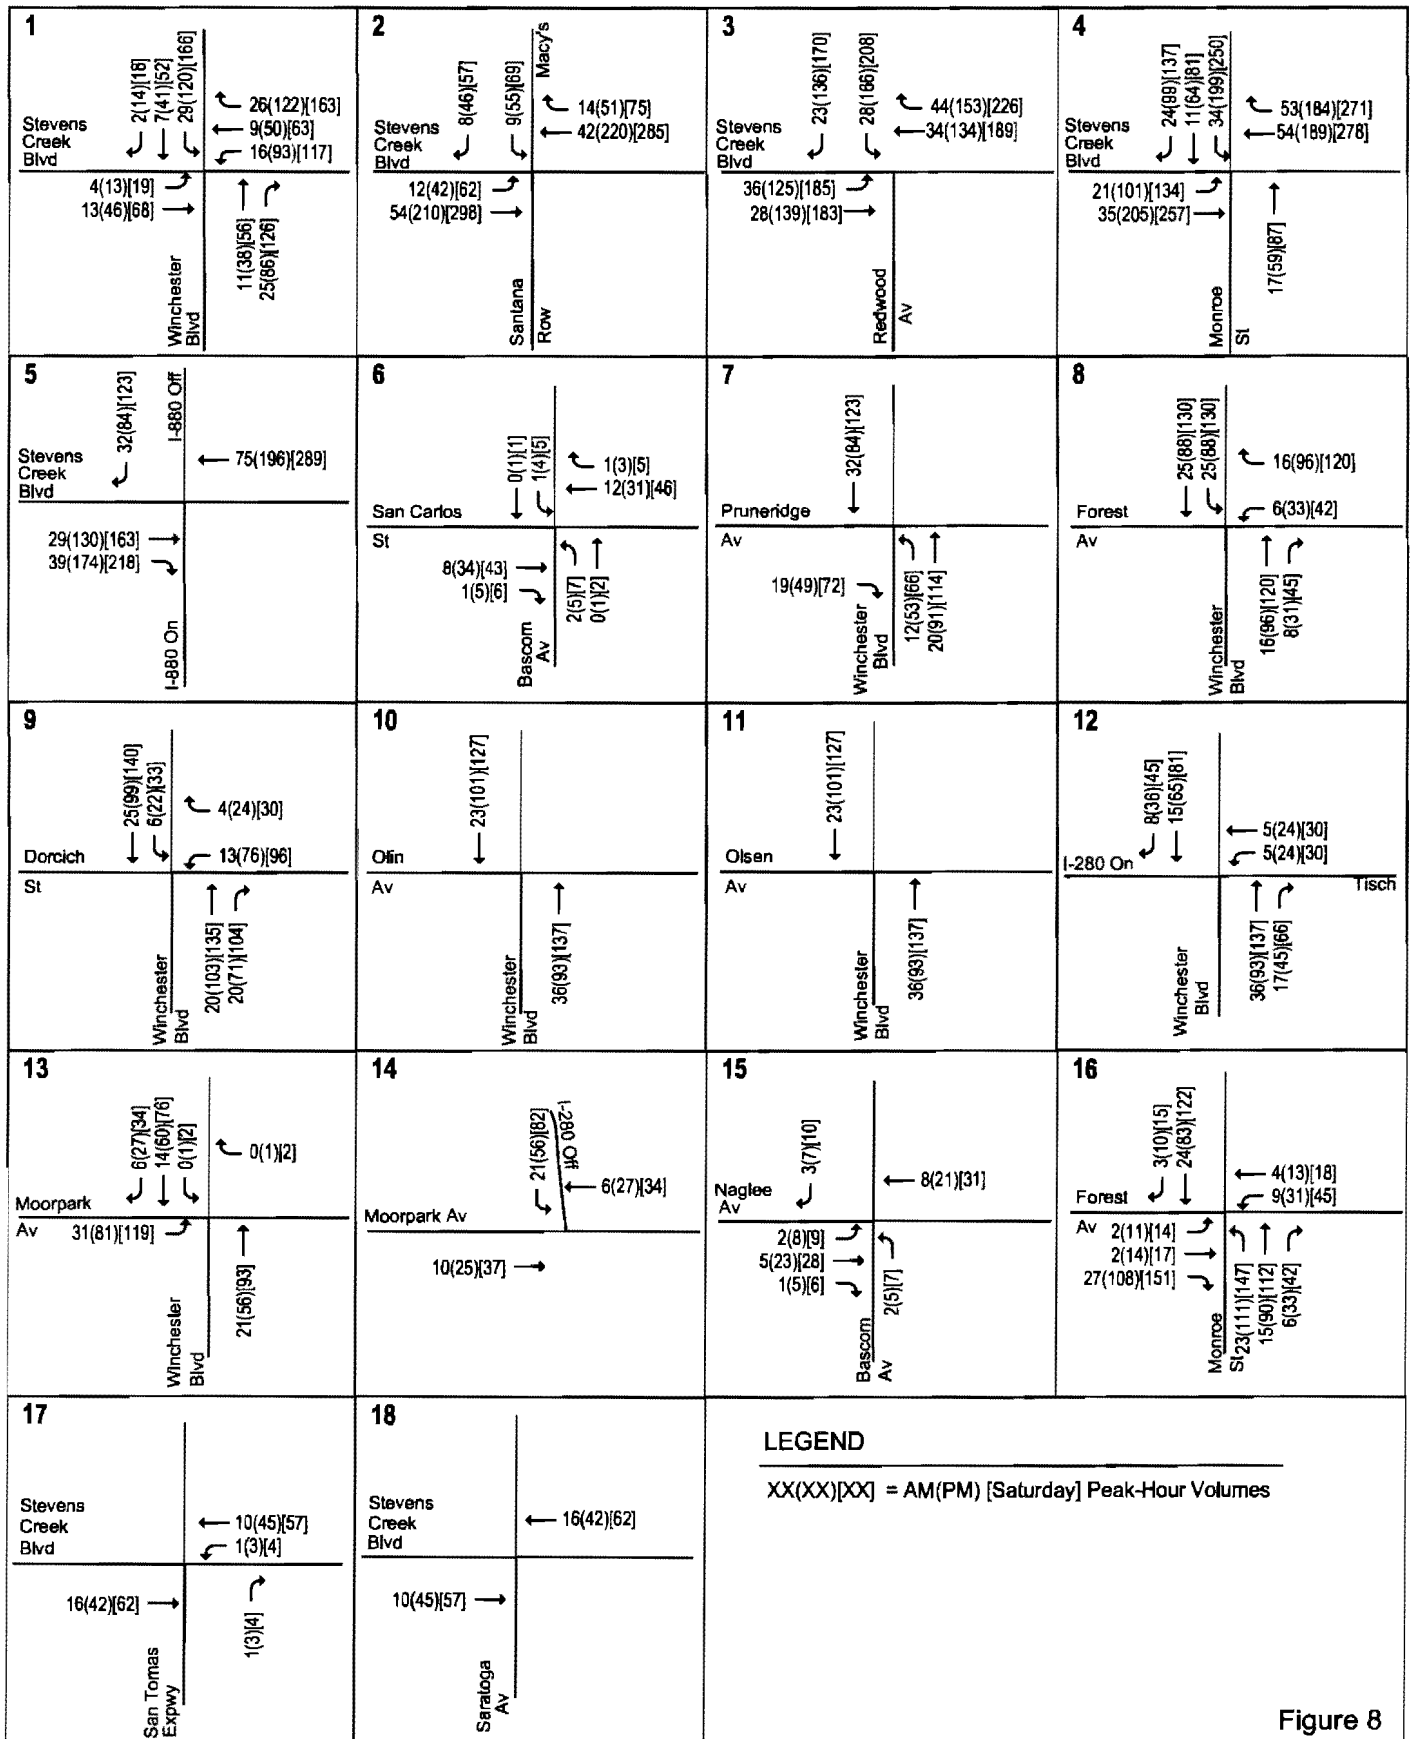 1
2(14)[18]
7(41)[52]
29(120)[166]
26(122)[163]
9(50)[63]
16(93)[117]
Stevens
Creek
Blvd
4(13)[19]
13(46)[68]
11(38)[56]
25(86)[126]
Winchester
Blvd
2
8(46)[57]
9(55)[69]
Macy's
14(51)[75]
42(220)[285]
Stevens
Creek
Blvd
12(42)[62]
54(210)[298]
Santana
Row
3
23(136)[170]
28(166)[208]
44(153)[226]
34(134)[189]
Stevens
Creek
Blvd
36(125)[185]
28(139)[183]
Redwood
Av
4
24(99)[137]
11(64)[81]
34(199)[250]
53(184)[271]
54(189)[278]
Stevens
Creek
Blvd
21(101)[134]
35(205)[257]
17(59)[87]
Monroe
St
5
32(84)[123]
I-880 Off
75(196)[289]
Stevens
Creek
Blvd
29(130)[163]
39(174)[218]
I-880 On
6
0(1)[1]
1(4)[5]
1(3)[5]
12(31)[46]
San Carlos
St
8(34)[43]
1(5)[6]
2(5)[7]
0(1)[2]
Bascom
Av
7
32(84)[123]
Pruneridge
Av
19(49)[72]
12(53)[66]
20(91)[114]
Winchester
Blvd
8
25(88)[130]
25(88)[130]
16(96)[120]
6(33)[42]
Forest
Av
16(96)[120]
8(31)[45]
Winchester
Blvd
9
25(99)[140]
6(22)[33]
4(24)[30]
13(76)[96]
Dorcich
St
20(103)[135]
20(71)[104]
Winchester
Blvd
10
23(101)[127]
Olin
Av
36(93)[137]
Winchester
Blvd
11
23(101)[127]
Olsen
Av
36(93)[137]
Winchester
Blvd
12
8(36)[45]
15(65)[81]
5(24)[30]
5(24)[30]
I-280 On
Tisch
36(93)[137]
17(45)[66]
Winchester
Blvd
13
6(27)[34]
14(60)[76]
0(1)[2]
0(1)[2]
Moorpark
Av
31(81)[119]
21(56)[93]
Winchester
Blvd
14
21(56)[82]
I-280 Off
6(27)[34]
Moorpark Av
10(25)[37]
15
3(7)[10]
8(21)[31]
Naglee
Av
2(8)[9]
5(23)[28]
1(5)[6]
2(5)[7]
Bascom
Av
16
3(10)[15]
24(83)[122]
4(13)[18]
9(31)[45]
Forest
Av
2(11)[14]
2(14)[17]
27(108)[151]
23(111)[147]
15(90)[112]
6(33)[42]
Monroe
St
17
Stevens
Creek
Blvd
10(45)[57]
1(3)[4]
16(42)[62]
1(3)[4]
San Tomas
Expwy
18
Stevens
Creek
Blvd
16(42)[62]
10(45)[57]
Saratoga
Av
LEGEND
XX(XX)[XX] = AM(PM) [Saturday] Peak-Hour Volumes
Figure 8